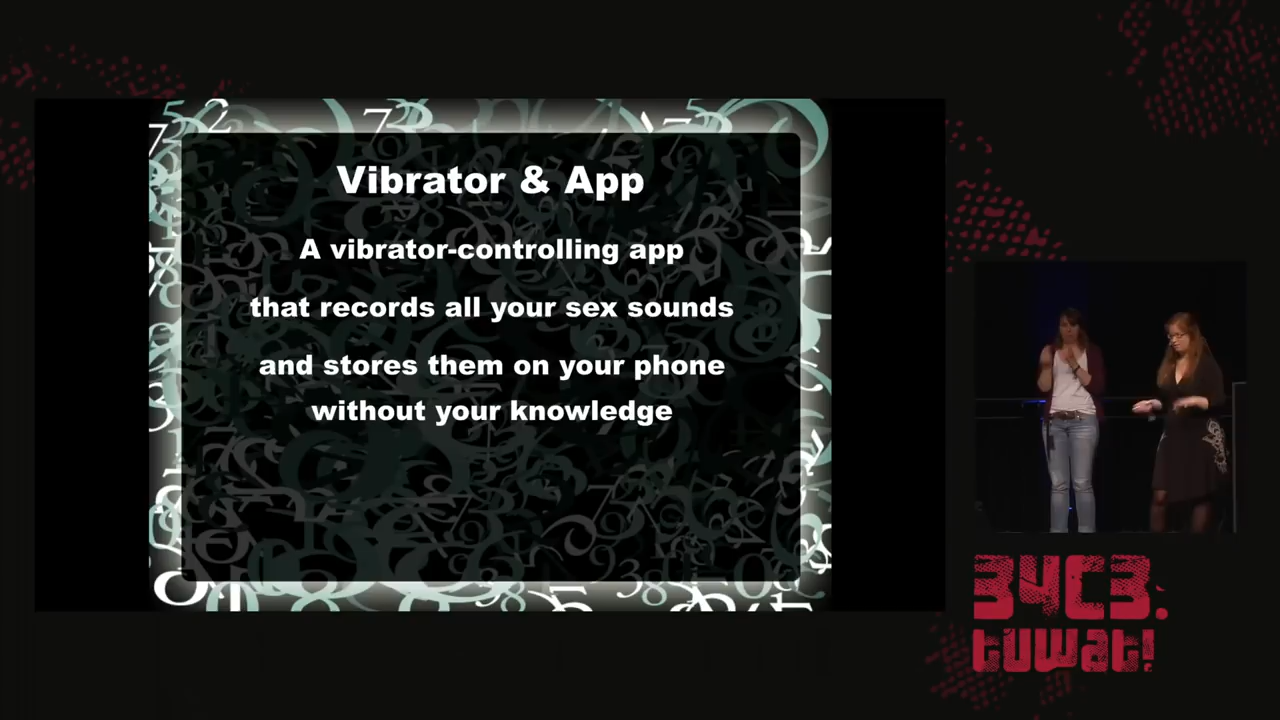 Vibrator & App
A vibrator-controlling app
that records all your sex sounds
and stores them on your phone
without your knowledge
34C3.
tuwat!